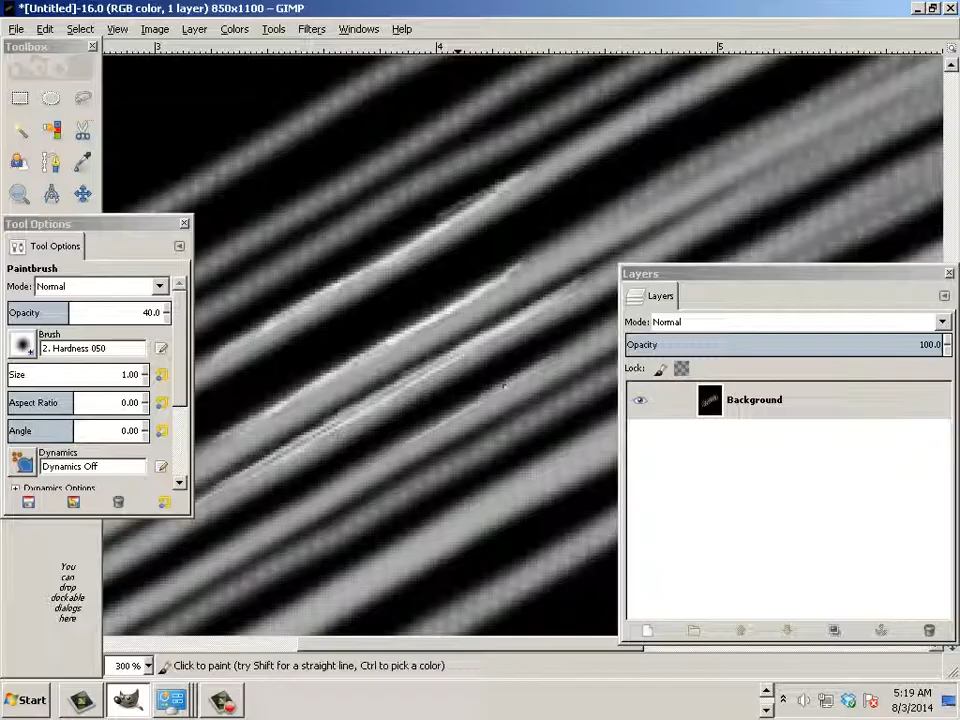 *[Untitled]-16.0 (RGB color, 1 layer) 850x1100 – GIMP
File Edit Select View Image Layer Colors Tools Filters Windows Help
Toolbox
3 4 5
Tool Options
Tool Options
Paintbrush
Mode: Normal
Opacity 40.0
Brush
2. Hardness 050
Size 1.00
Aspect Ratio 0.00
Angle 0.00
Dynamics
Dynamics Off
Dynamics Options
You
can
drop
dockable
dialogs
here
Layers
Layers
Mode: Normal
Opacity 100.0
Lock:
Background
300 % Click to paint (try Shift for a straight line, Ctrl to pick a color)
Start
5:19 AM
8/3/2014